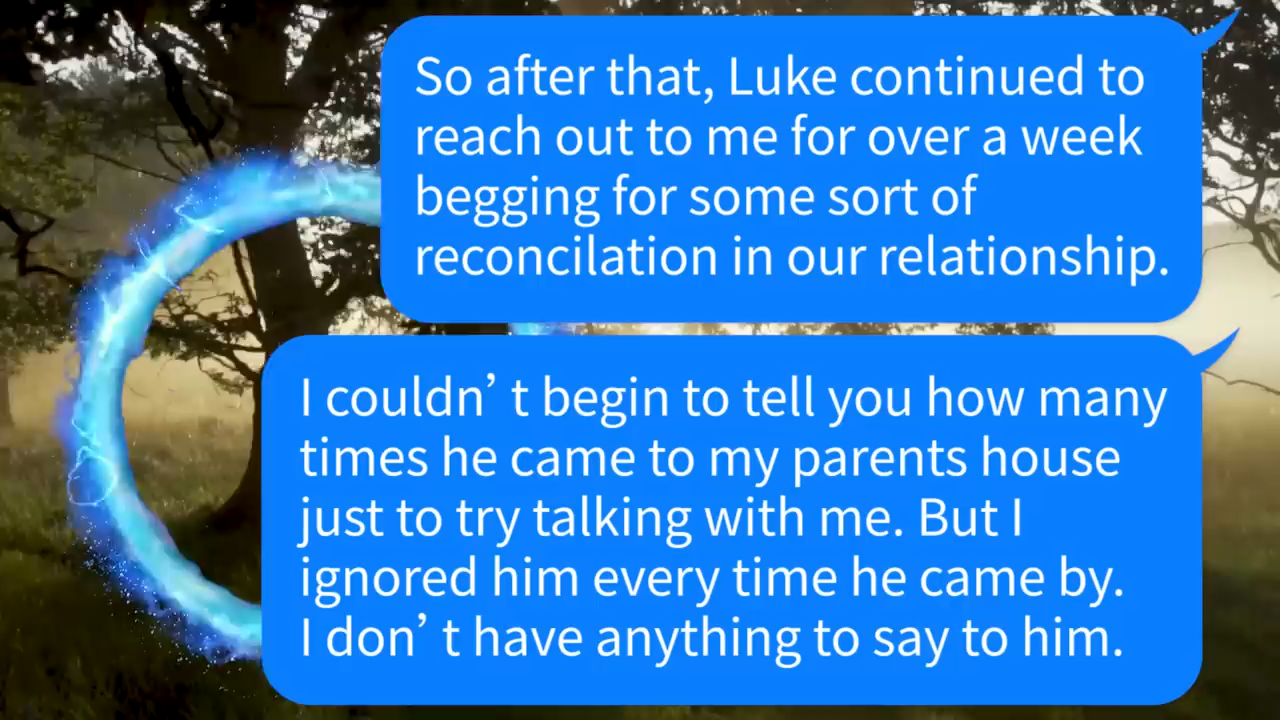 So after that, Luke continued to
reach out to me for over a week
begging for some sort of
reconcilation in our relationship.
I couldn’ t begin to tell you how many
times he came to my parents house
just to try talking with me. But I
ignored him every time he came by.
I don’ t have anything to say to him.